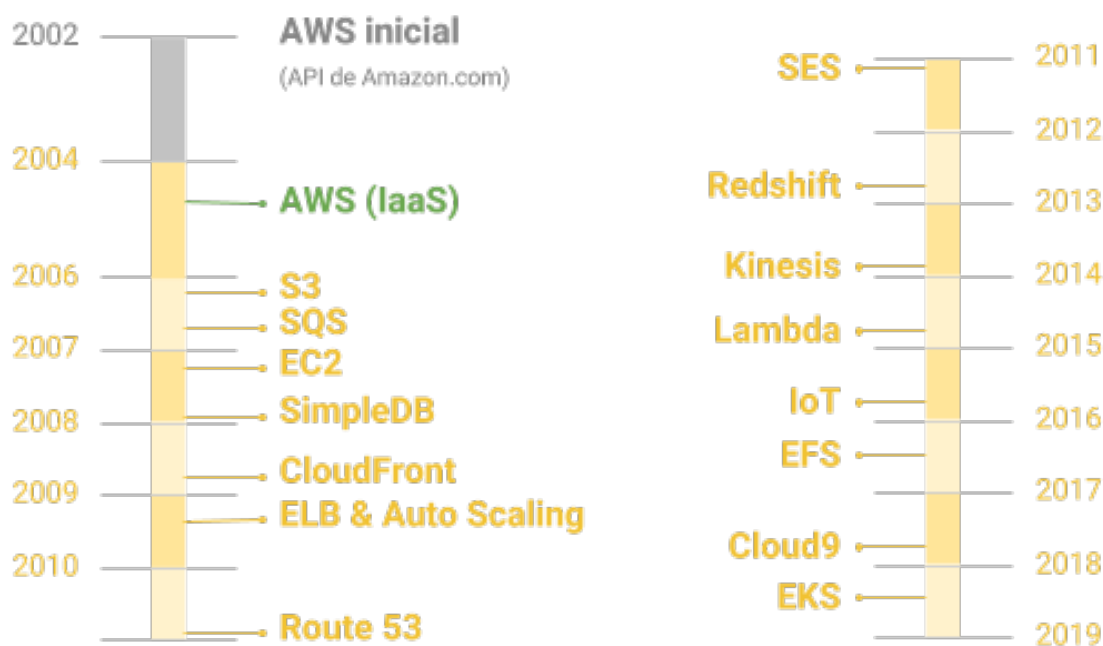 2002
AWS inicial
(API de Amazon.com)
2004
AWS (IaaS)
2006
S3
SQS
2007
EC2
SimpleDB
2008
CloudFront
2009
ELB & Auto Scaling
2010
Route 53
2011
SES
2012
Redshift
2013
Kinesis
2014
Lambda
2015
IoT
2016
EFS
2017
Cloud9
2018
EKS
2019